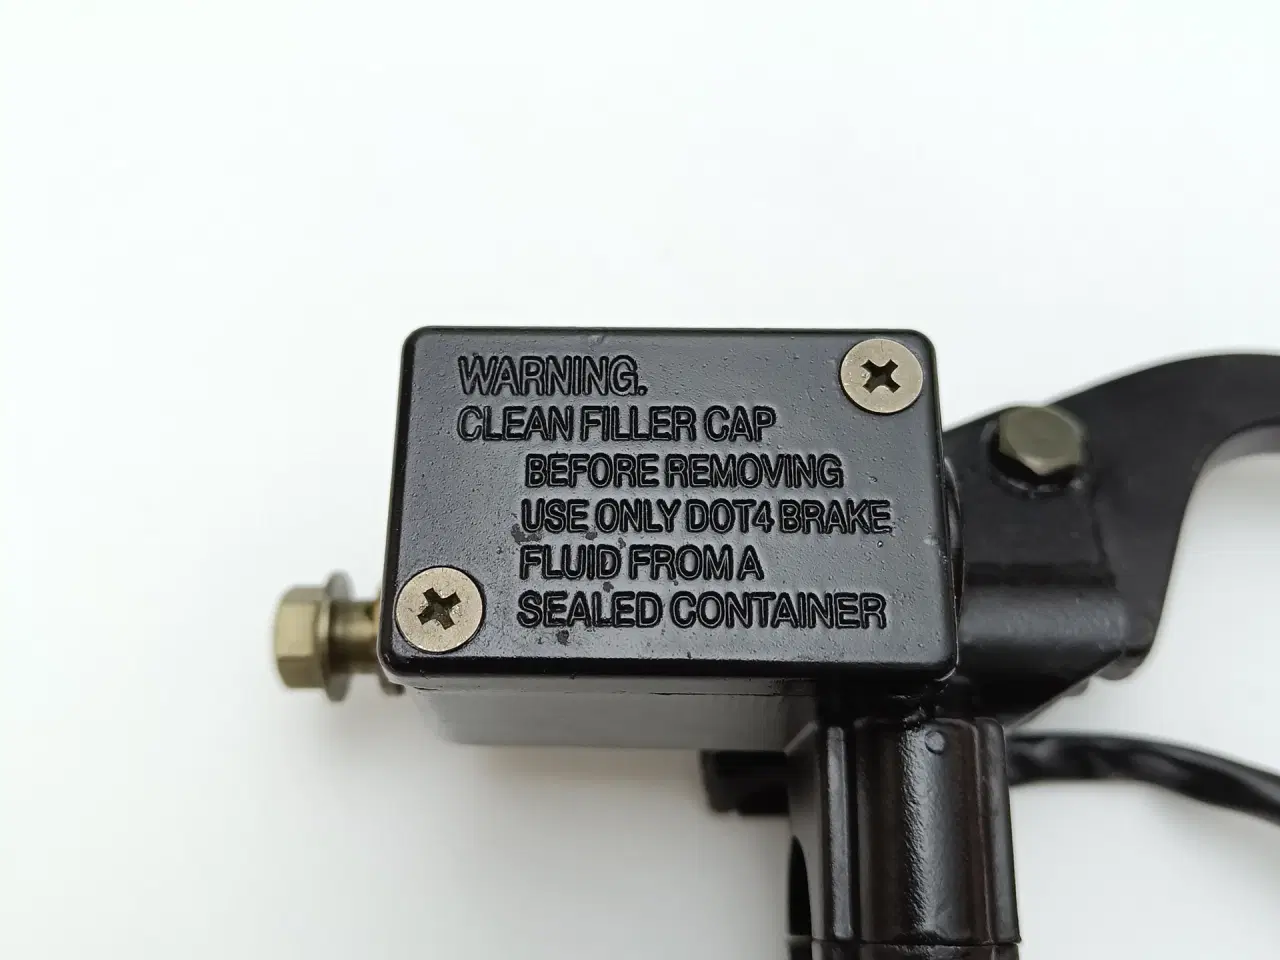 WARNING.
CLEAN FILLER CAP
BEFORE REMOVING
USE ONLY DOT4 BRAKE
FLUID FROM A
SEALED CONTAINER